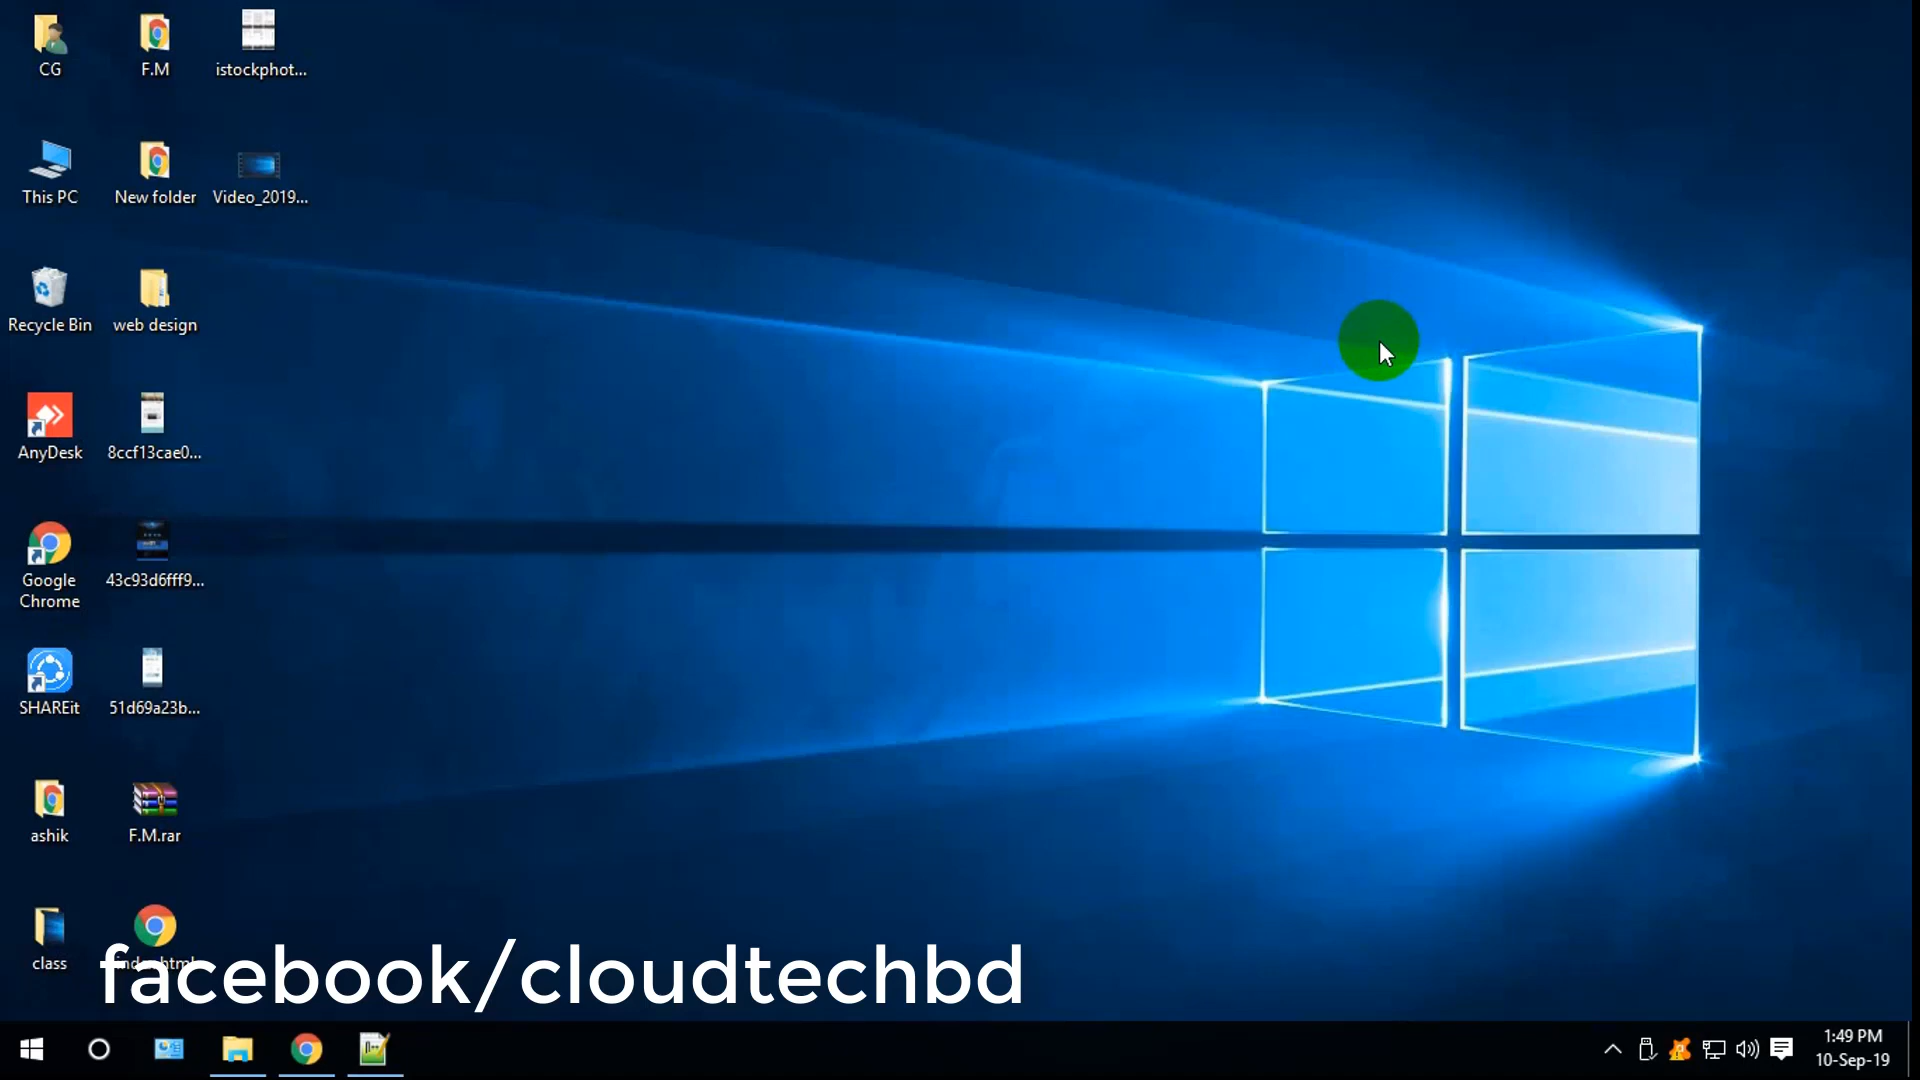 CG
F.M
istockphot...
This PC
New folder
Video_2019...
Recycle Bin
web design
AnyDesk
8ccf13cae0...
Google
Chrome
43c93d6fff9...
SHAREit
51d69a23b...
ashik
F.M.rar
class
facebook/cloudtechbd
1:49 PM
10-Sep-19